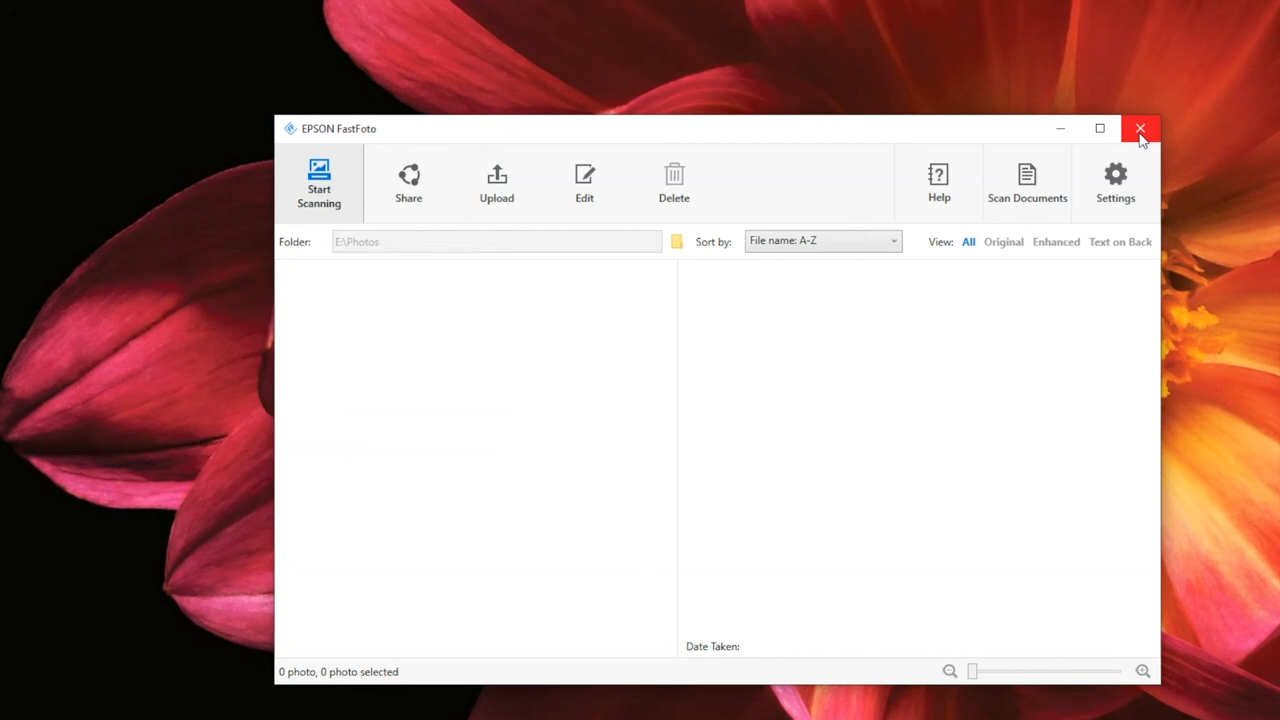 EPSON FastFoto
Start
Scanning
Share
Upload
Edit
Delete
Help
Scan Documents
Settings
Folder:
E:\Photos
Sort by:
File name: A-Z
View:
All
Original
Enhanced
Text on Back
Date Taken:
0 photo, 0 photo selected